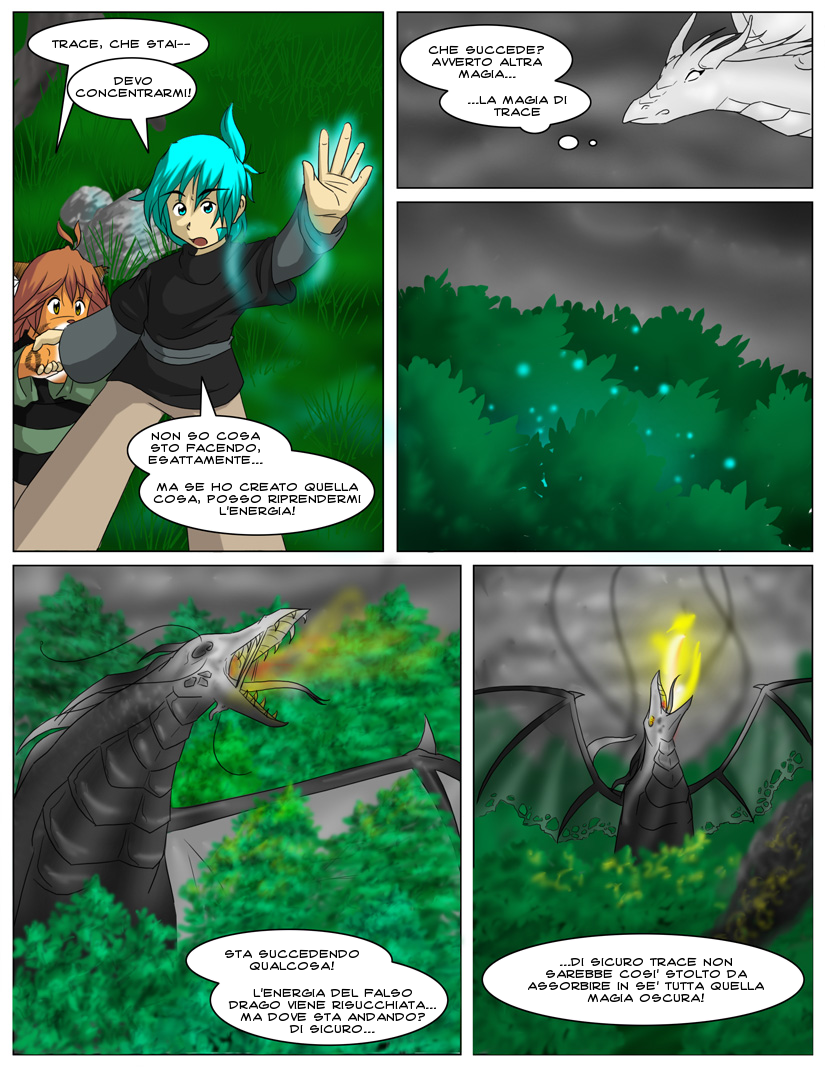 TRACE, CHE STAI--
DEVO
CONCENTRARMI!
NON SO COSA
STO FACENDO,
ESATTAMENTE...
MA SE HO CREATO QUELLA
COSA, POSSO RIPRENDERMI
L'ENERGIA!
CHE SUCCEDE?
AVVERTO ALTRA
MAGIA...
...LA MAGIA DI
TRACE
STA SUCCEDENDO
QUALCOSA!
L'ENERGIA DEL FALSO
DRAGO VIENE RISUCCHIATA...
MA DOVE STA ANDANDO?
DI SICURO...
...DI SICURO TRACE NON
SAREBBE COSI' STOLTO DA
ASSORBIRE IN SE' TUTTA QUELLA
MAGIA OSCURA!